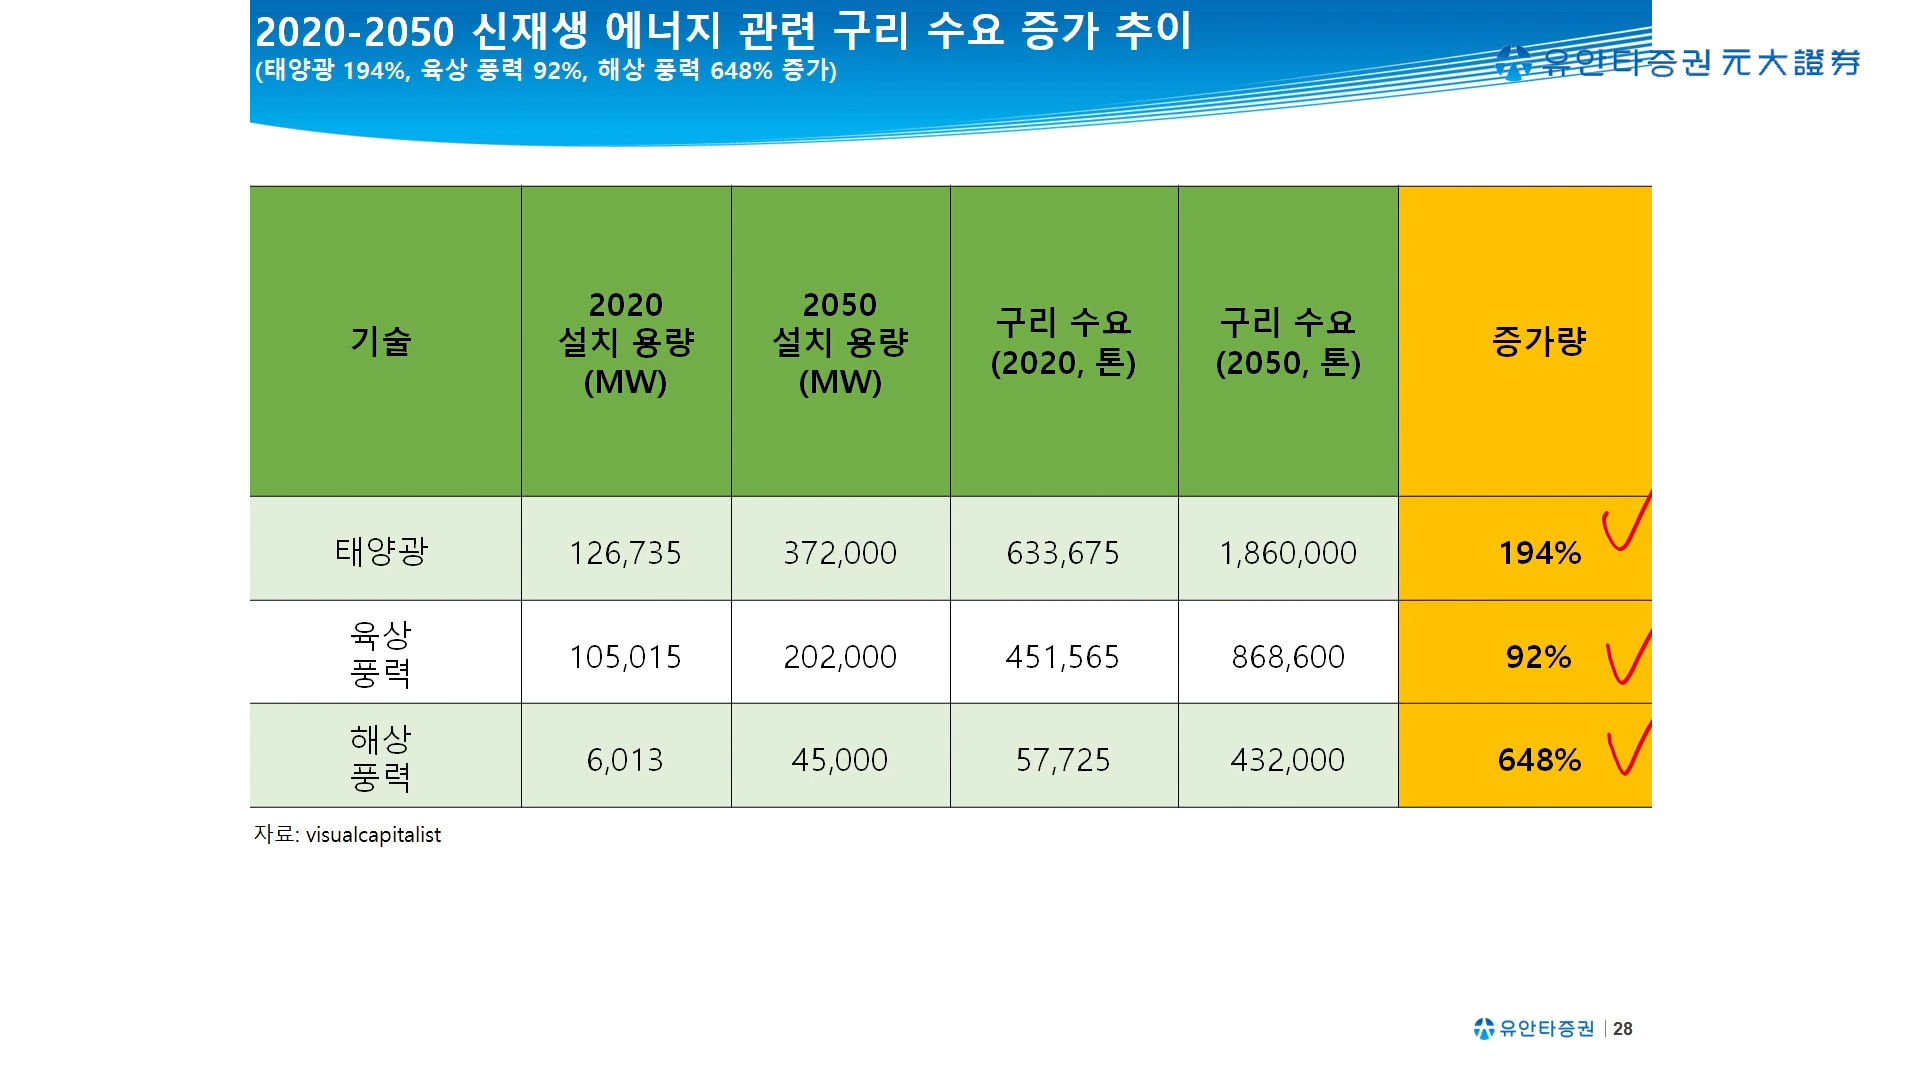 2020-2050 신재생 에너지 관련 구리 수요 증가 추이
(태양광 194%, 육상 풍력 92%, 해상 풍력 648% 증가)
유안타증권 元大證券
기술
2020
설치 용량
(MW)
2050
설치 용량
(MW)
구리 수요
(2020, 톤)
구리 수요
(2050, 톤)
증가량
태양광 126,735 372,000 633,675 1,860,000 194%
육상
풍력
105,015 202,000 451,565 868,600 92%
해상
풍력
6,013 45,000 57,725 432,000 648%
자료: visualcapitalist
유안타증권 | 28